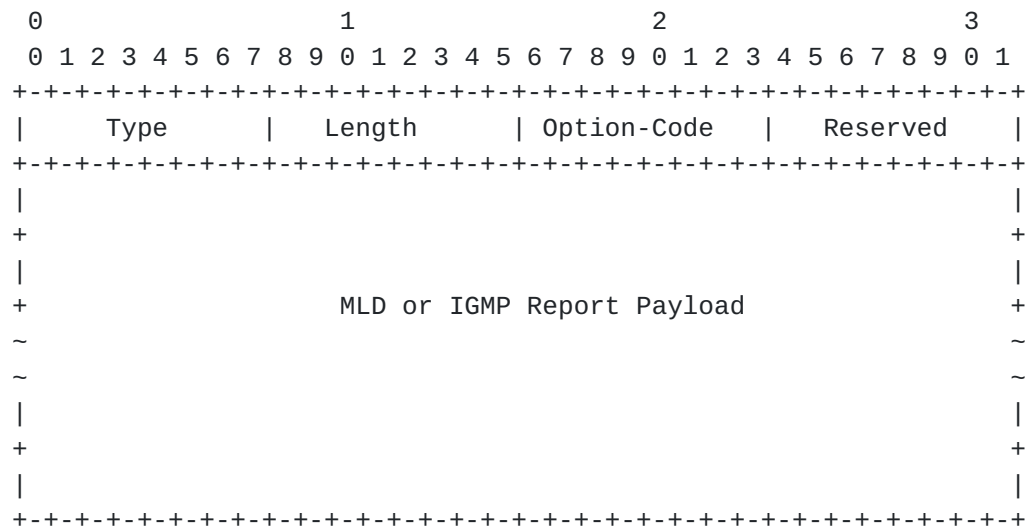 0                   1                   2                   3
 0 1 2 3 4 5 6 7 8 9 0 1 2 3 4 5 6 7 8 9 0 1 2 3 4 5 6 7 8 9 0 1
+-+-+-+-+-+-+-+-+-+-+-+-+-+-+-+-+-+-+-+-+-+-+-+-+-+-+-+-+-+-+-+-+
|     Type      |   Length      | Option-Code   |   Reserved    |
+-+-+-+-+-+-+-+-+-+-+-+-+-+-+-+-+-+-+-+-+-+-+-+-+-+-+-+-+-+-+-+-+
|                                                               |
+                                                               +
|                                                               |
+                    MLD or IGMP Report Payload                 +
~                                                               ~
~                                                               ~
|                                                               |
+                                                               +
|                                                               |
+-+-+-+-+-+-+-+-+-+-+-+-+-+-+-+-+-+-+-+-+-+-+-+-+-+-+-+-+-+-+-+-+